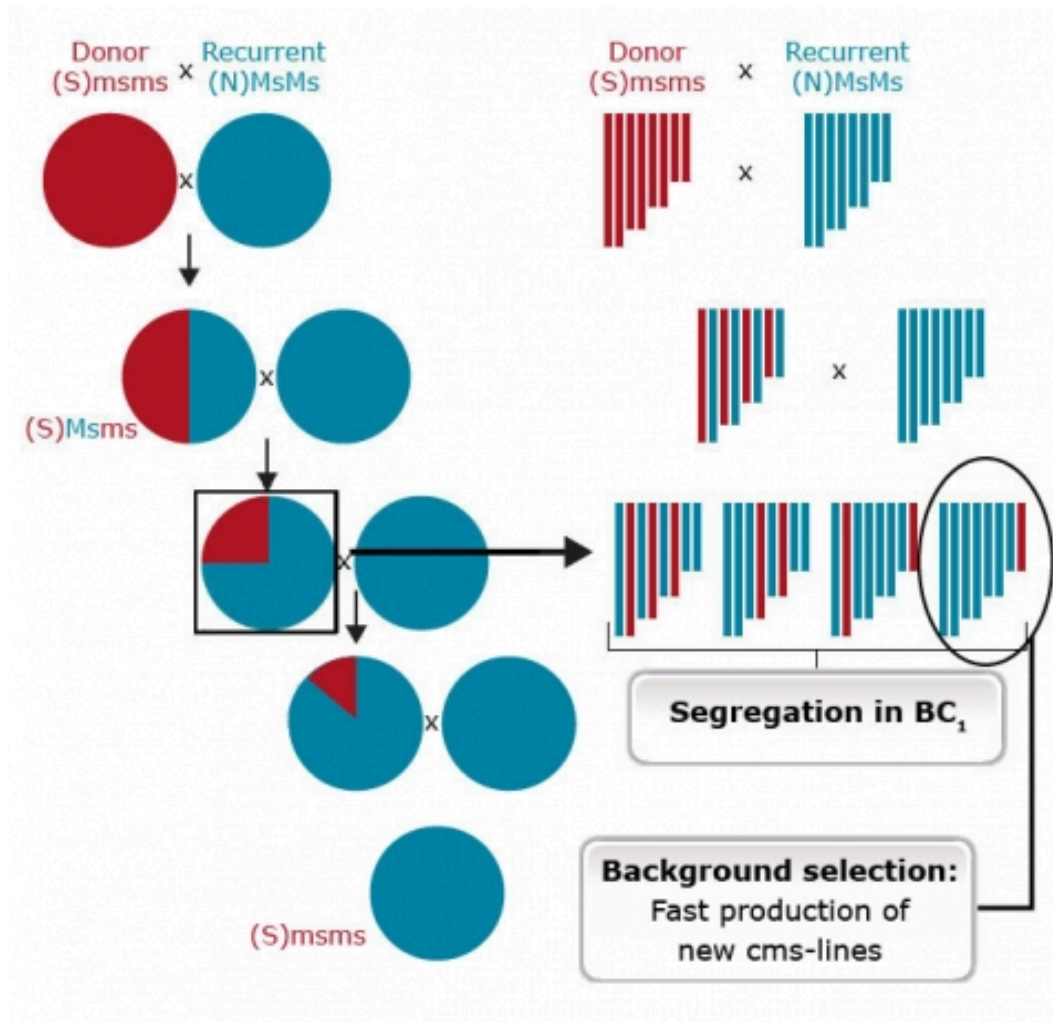 Donor
(S)msms
x
Recurrent
(N)MsMs
Donor
(S)msms
x
Recurrent
(N)MsMs
x
x
x
x
(S)Msms
x
x
Segregation in BC₁
(S)msms
Background selection:
Fast production of
new cms-lines